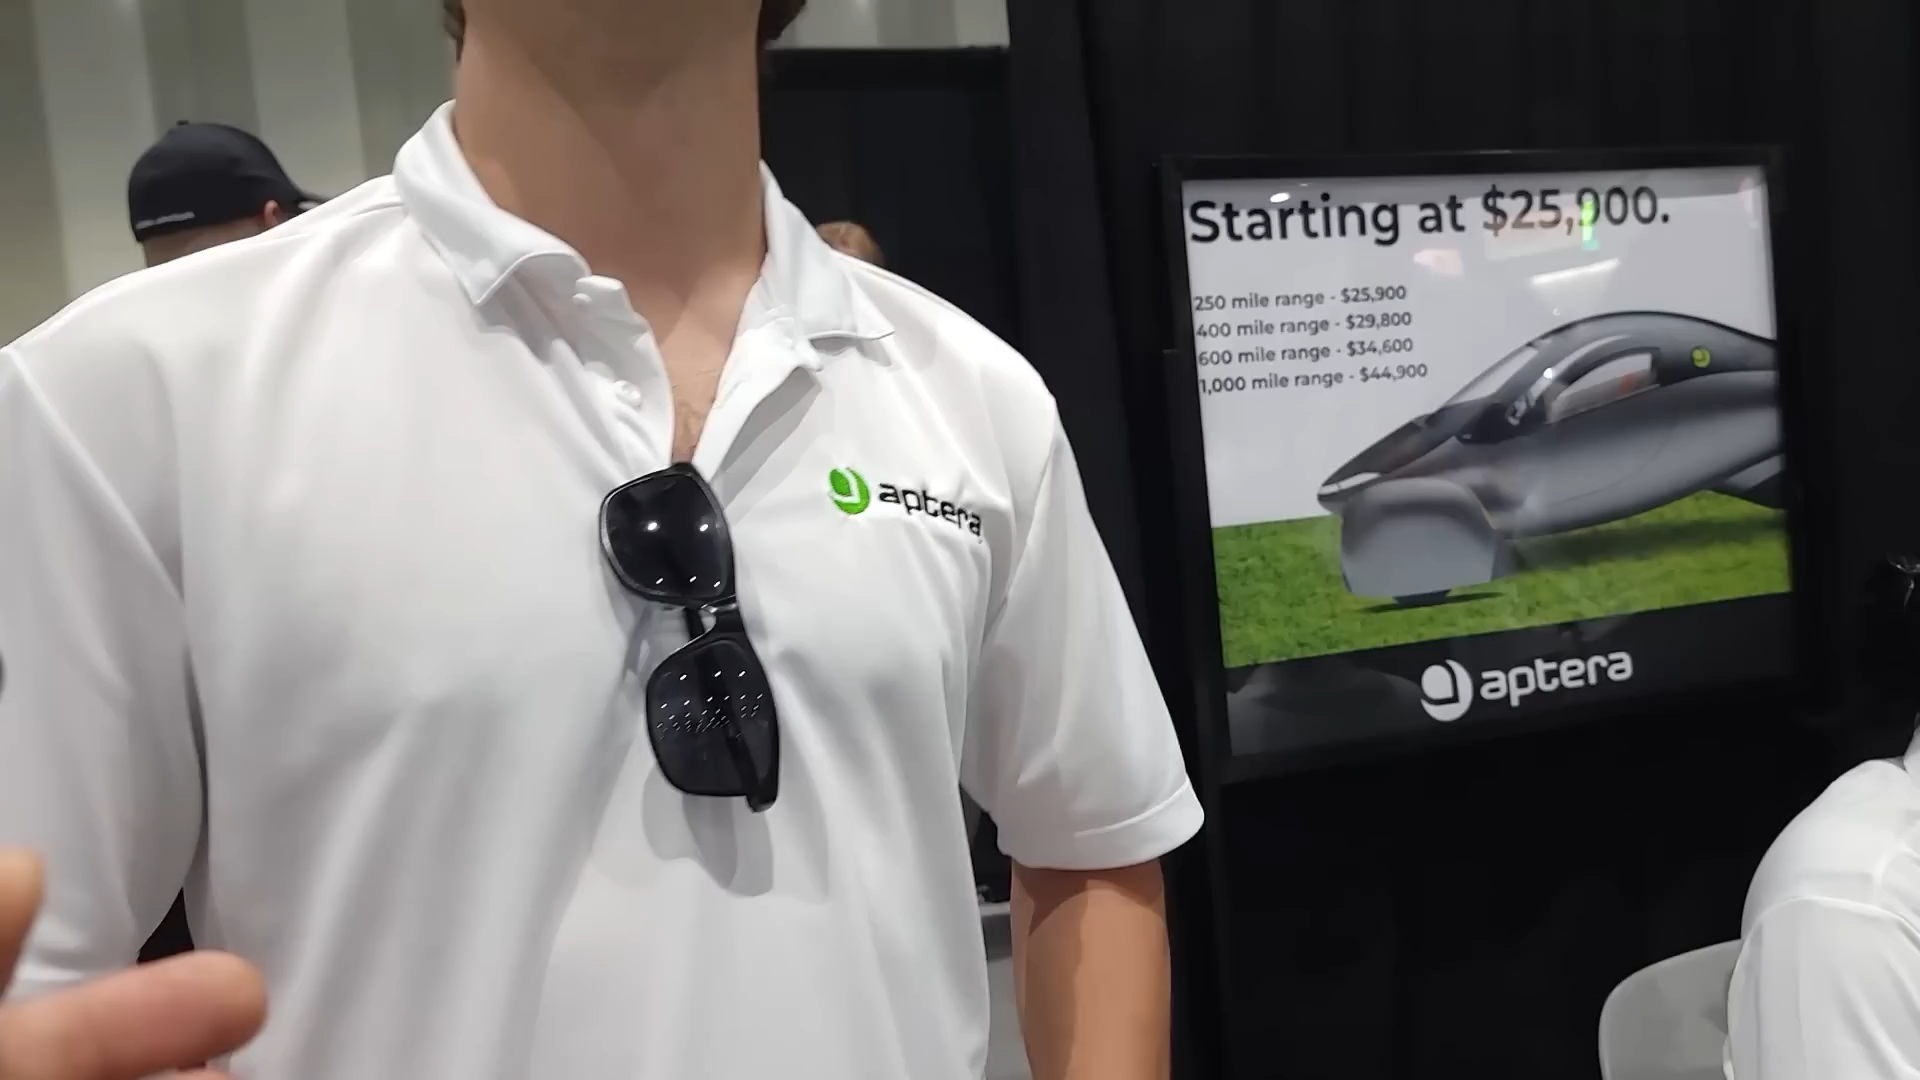 aptera
Starting at $25,900.
250 mile range - $25,900
400 mile range - $29,800
600 mile range - $34,600
1,000 mile range - $44,900
aptera